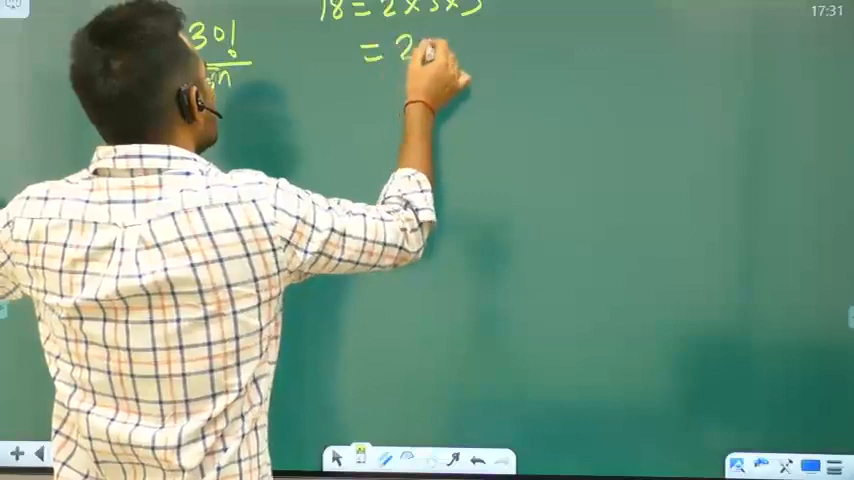 17:31
18 = 2 × 3 × 3
= 2
30!